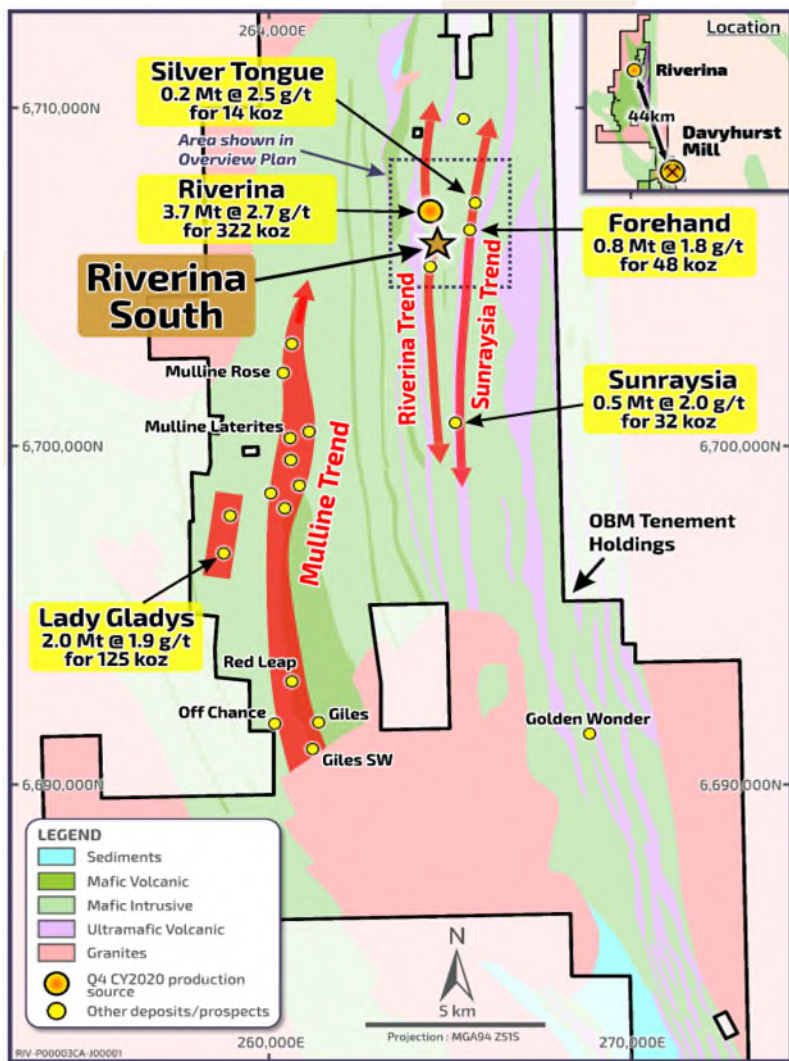 264,000E
Location
Riverina
44km
Davyhurst
Mill
Silver Tongue
0.2 Mt @ 2.5 g/t
for 14 koz
6,710,000N
Area shown in
Overview Plan
Riverina
3.7 Mt @ 2.7 g/t
for 322 koz
Forehand
0.8 Mt @ 1.8 g/t
for 48 koz
Riverina
South
Riverina Trend
Sunraysia Trend
Mulline Rose
Sunraysia
0.5 Mt @ 2.0 g/t
for 32 koz
Mulline Laterites
6,700,000N
6,700,000N
Mulline Trend
OBM Tenement
Holdings
Lady Gladys
2.0 Mt @ 1.9 g/t
for 125 koz
Red Leap
Off Chance
Giles
Golden Wonder
Giles SW
6,690,000N
6,690,000N
LEGEND
Sediments
Mafic Volcanic
Mafic Intrusive
Ultramafic Volcanic
Granites
Q4 CY2020 production
source
Other deposits/prospects
N
5 km
Projection : MGA94 Z51S
RIV-P00003CA-J00001
260,000E
270,000E